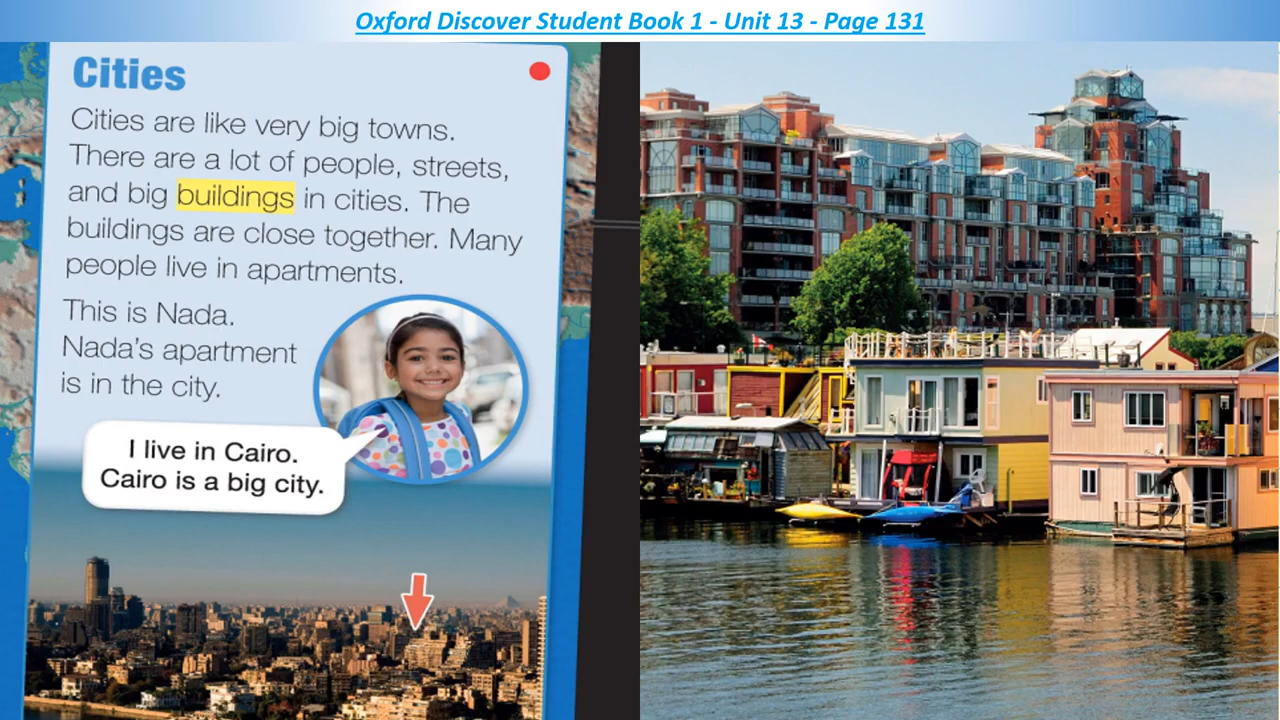 Oxford Discover Student Book 1 - Unit 13 - Page 131
Cities
Cities are like very big towns.
There are a lot of people, streets,
and big buildings in cities. The
buildings are close together. Many
people live in apartments.
This is Nada.
Nada's apartment
is in the city.
I live in Cairo.
Cairo is a big city.